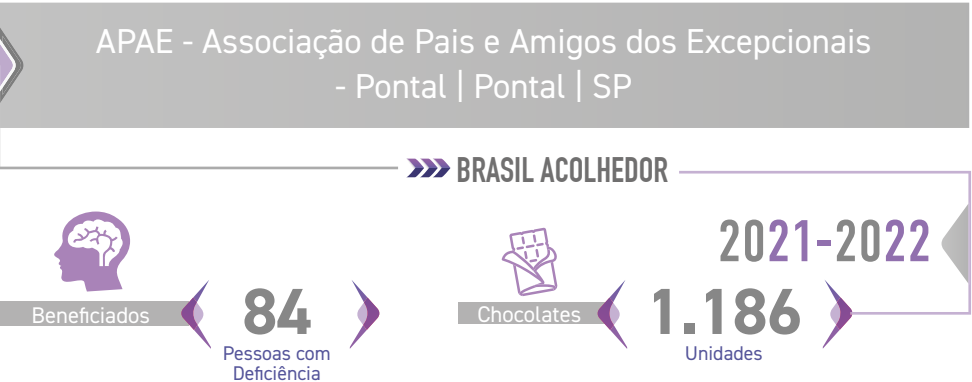 APAE - Associação de Pais e Amigos dos Excepcionais
- Pontal | Pontal | SP
BRASIL ACOLHEDOR
2021-2022
Beneficiados
84
Pessoas com
Deficiência
Chocolates
1.186
Unidades